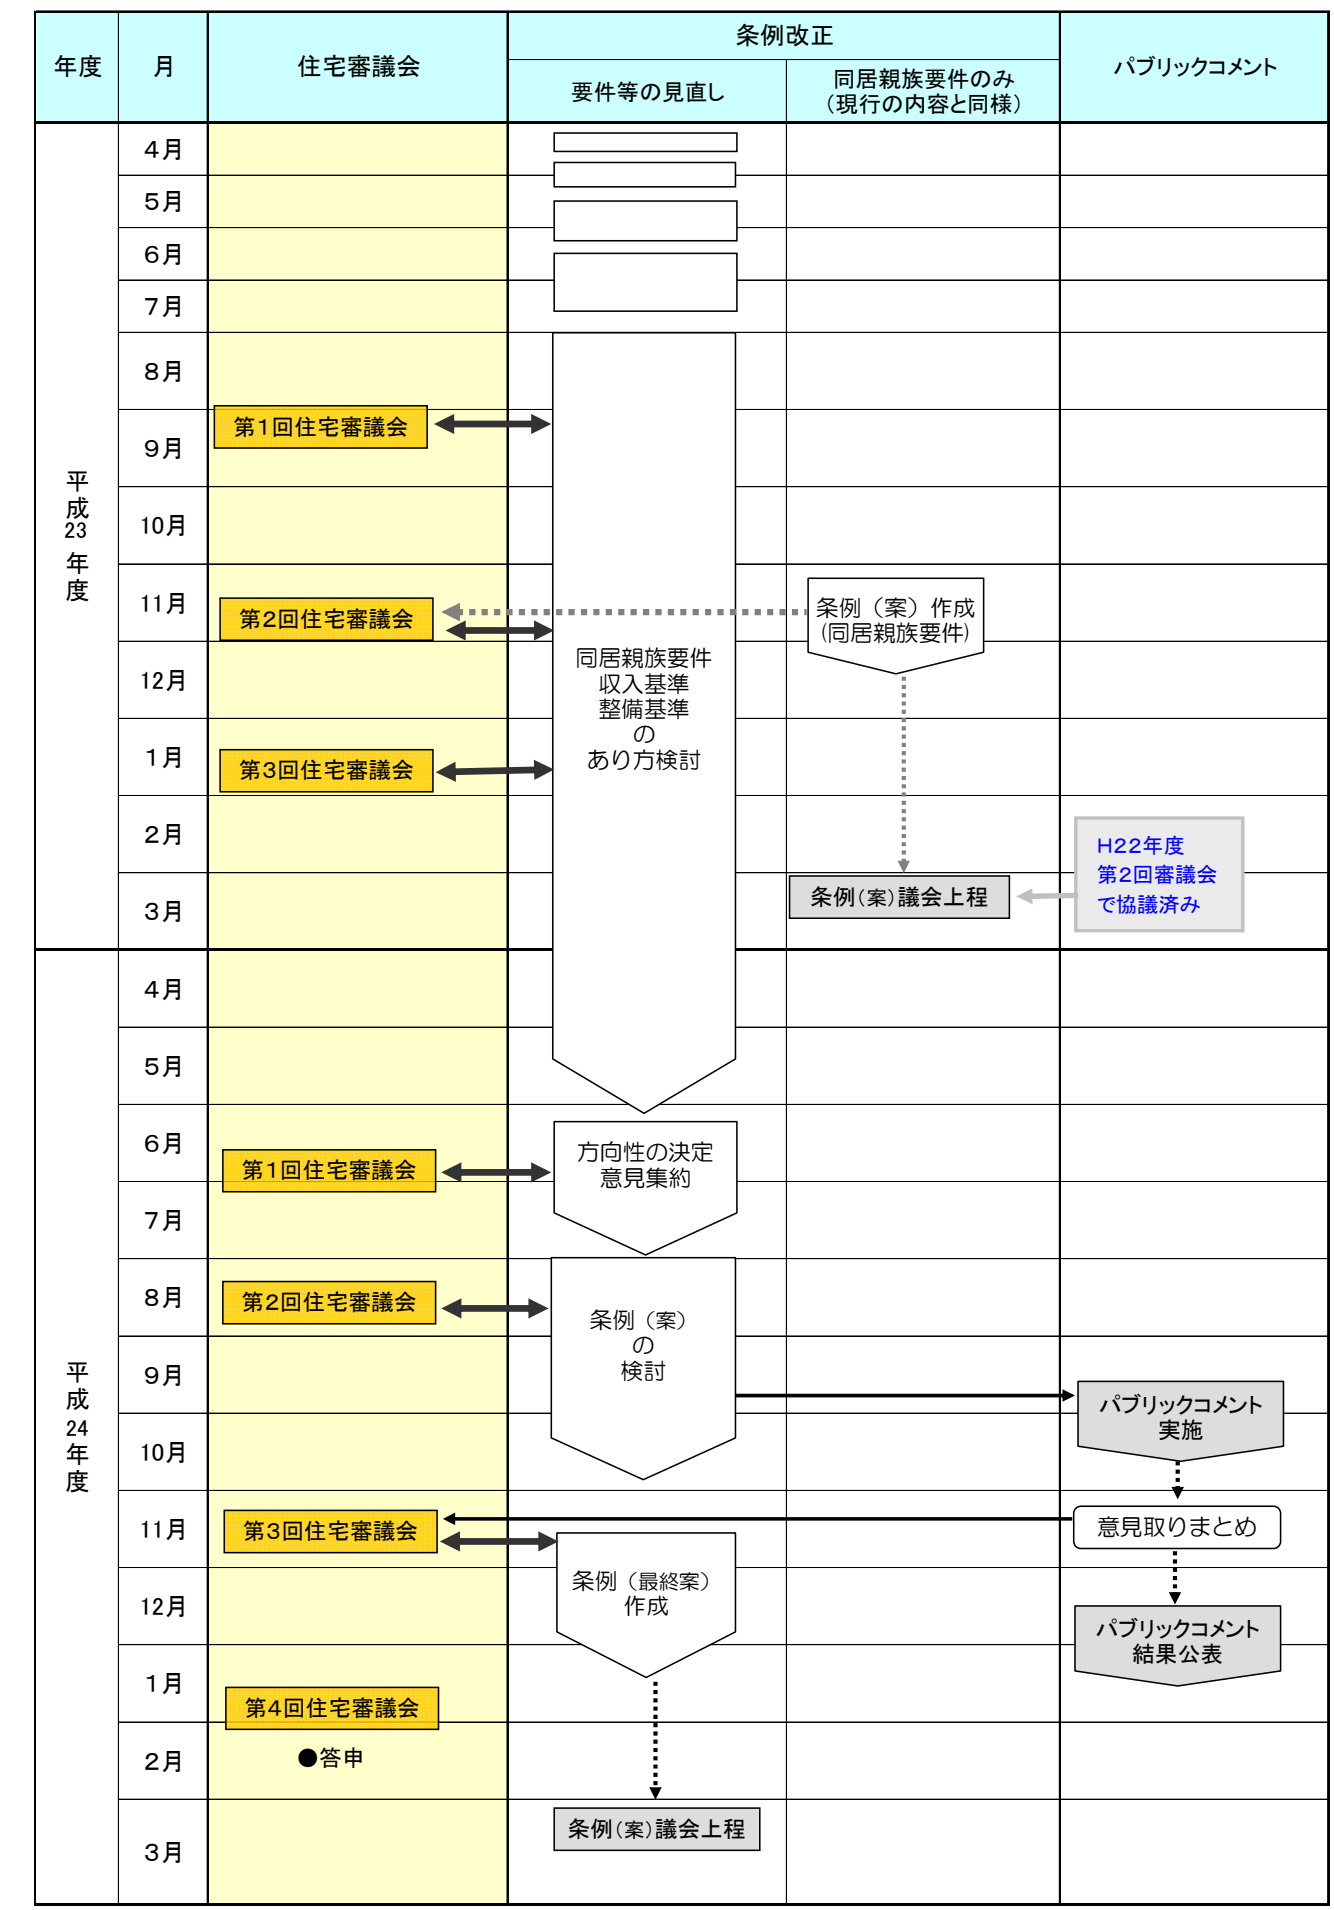 年度
月
住宅審議会
条例改正
要件等の見直し
同居親族要件のみ
（現行の内容と同様）
パブリックコメント
平成23年度
４月
５月
６月
７月
８月
第１回住宅審議会
９月
10月
11月
第２回住宅審議会
条例（案）作成
(同居親族要件)
12月
同居親族要件
収入基準
整備基準
の
あり方検討
１月
第３回住宅審議会
２月
H２２年度
第２回審議会
で協議済み
３月
条例（案）議会上程
平成24年度
４月
５月
６月
第１回住宅審議会
方向性の決定
意見集約
７月
８月
第２回住宅審議会
条例（案）
の
検討
９月
パブリックコメント
実施
10月
11月
第３回住宅審議会
意見取りまとめ
条例（最終案）
作成
12月
パブリックコメント
結果公表
１月
第４回住宅審議会
２月
●答申
３月
条例（案）議会上程